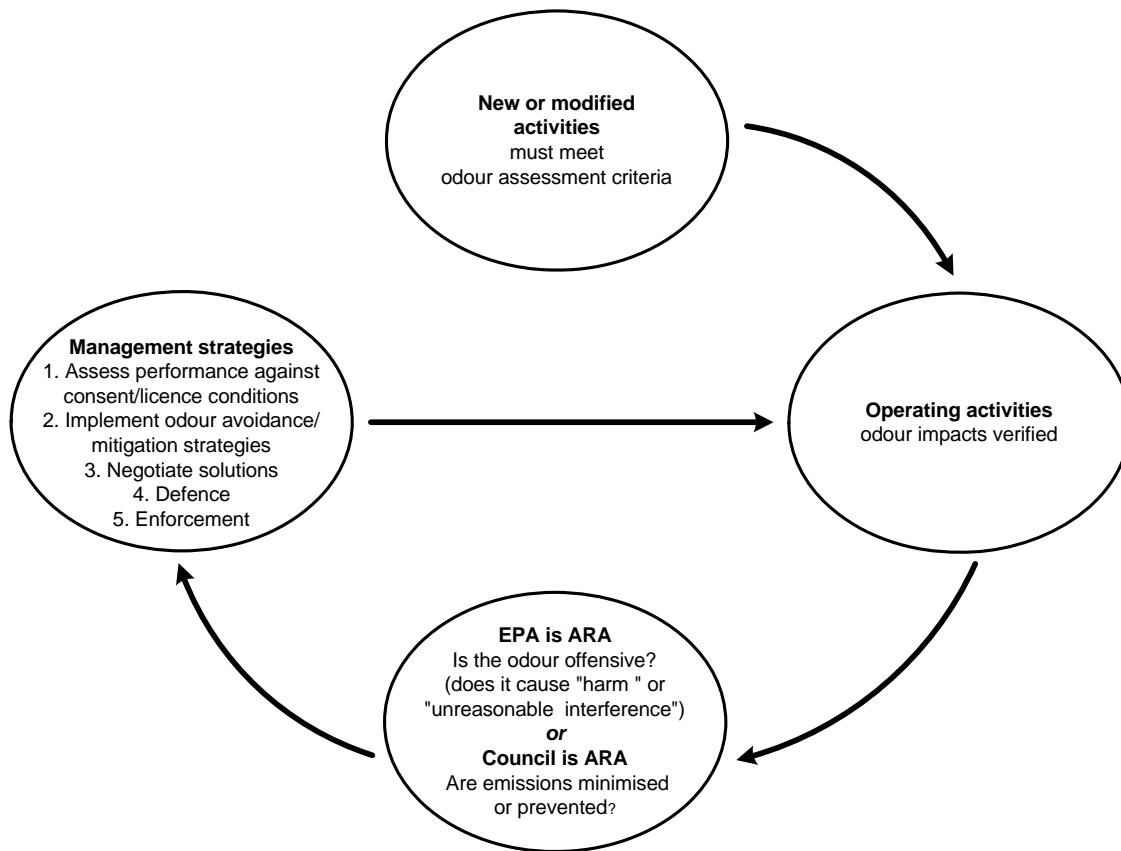 New or modified
activities
must meet
odour assessment criteria
Management strategies
1. Assess performance against
consent/licence conditions
2. Implement odour avoidance/
mitigation strategies
3. Negotiate solutions
4. Defence
5. Enforcement
Operating activities
odour impacts verified
EPA is ARA
Is the odour offensive?
(does it cause "harm " or
"unreasonable interference")
or
Council is ARA
Are emissions minimised
or prevented?